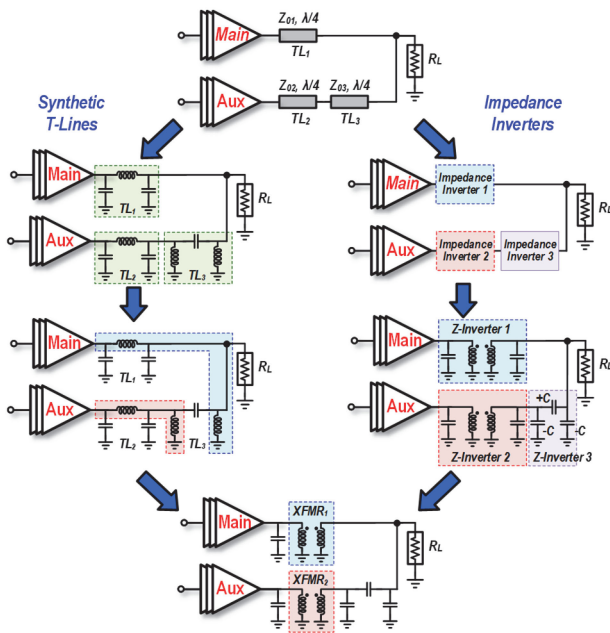 Z01, λ/4
Main
TL1
RL
Z02, λ/4 Z03, λ/4
Aux
TL2 TL3
Synthetic
T-Lines
Impedance
Inverters
Main
TL1
RL
Aux
TL2
TL3
Main
Impedance
Inverter 1
RL
Aux
Impedance
Inverter 2
Impedance
Inverter 3
Main
TL1
RL
Aux
TL2
TL3
Z-Inverter 1
Main
RL
Aux
+C
-C
-C
Z-Inverter 2 Z-Inverter 3
XFMR1
Main
RL
XFMR2
Aux